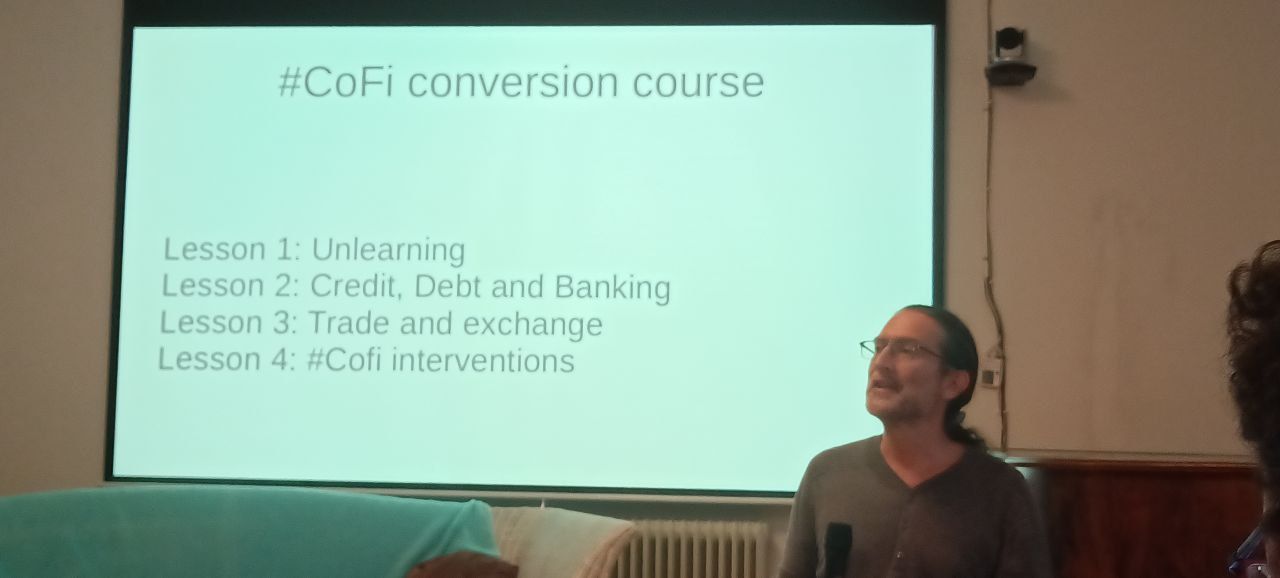 #CoFi conversion course
Lesson 1: Unlearning
Lesson 2: Credit, Debt and Banking
Lesson 3: Trade and exchange
Lesson 4: #Cofi interventions